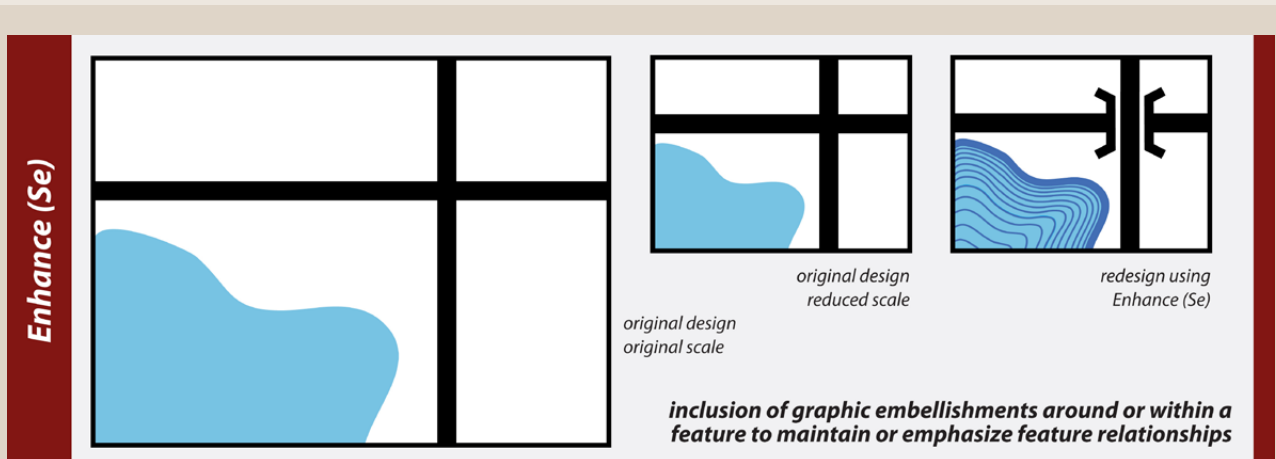 Enhance (Se)
original design
original scale
original design
reduced scale
redesign using
Enhance (Se)
inclusion of graphic embellishments around or within a
feature to maintain or emphasize feature relationships